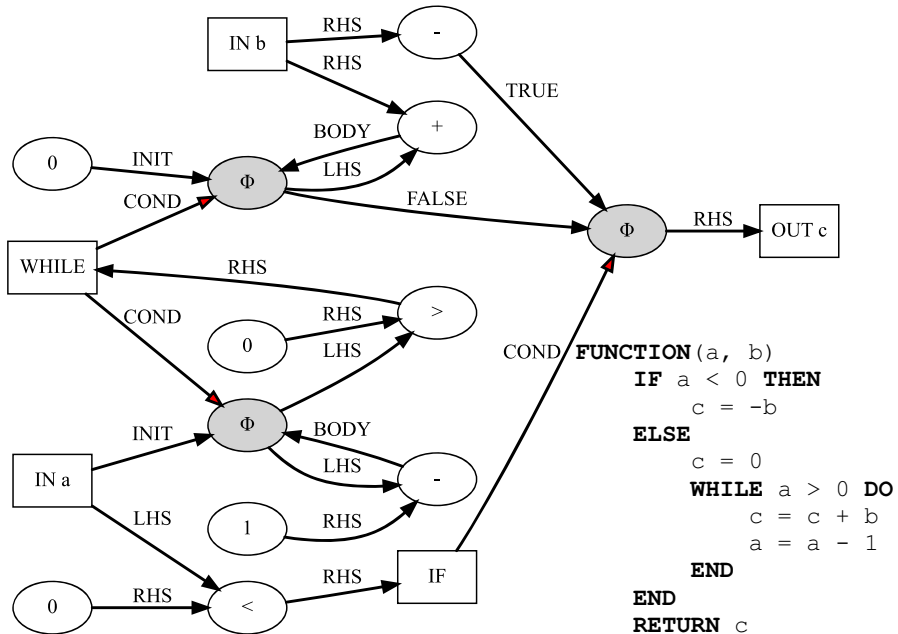 IN b
RHS
-
RHS
TRUE
+
BODY
0
INIT
Φ
LHS
COND
FALSE
Φ
RHS
OUT c
WHILE
RHS
COND
RHS
>
0
LHS
COND
INIT
Φ
BODY
LHS
IN a
-
LHS
1
RHS
IF
RHS
0
RHS
<
FUNCTION(a, b)
IF a < 0 THEN
c = -b
ELSE
c = 0
WHILE a > 0 DO
c = c + b
a = a - 1
END
END
RETURN c